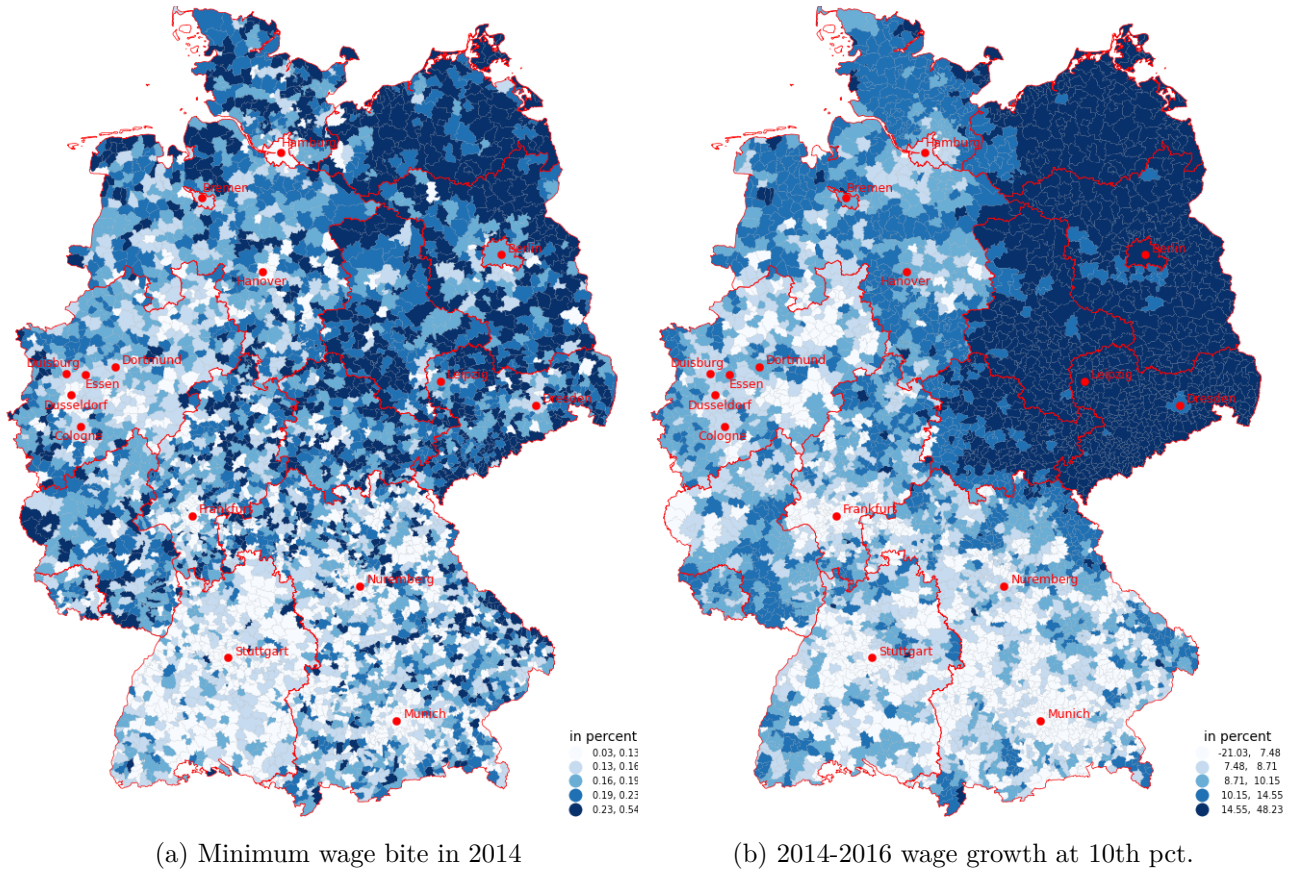 Hamburg
Bremen
Berlin
Hanover
Duisburg
Dortmund
Essen
Leipzig
Dusseldorf
Dresden
Cologne
Frankfurt
Nuremberg
Stuttgart
Munich
in percent
0.03, 0.13
0.13, 0.16
0.16, 0.19
0.19, 0.23
0.23, 0.54
(a) Minimum wage bite in 2014
Hamburg
Bremen
Berlin
Hanover
Duisburg
Dortmund
Essen
Leipzig
Dusseldorf
Dresden
Cologne
Frankfurt
Nuremberg
Stuttgart
Munich
in percent
-21.03, 7.48
7.48, 8.71
8.71, 10.15
10.15, 14.55
14.55, 48.23
(b) 2014-2016 wage growth at 10th pct.